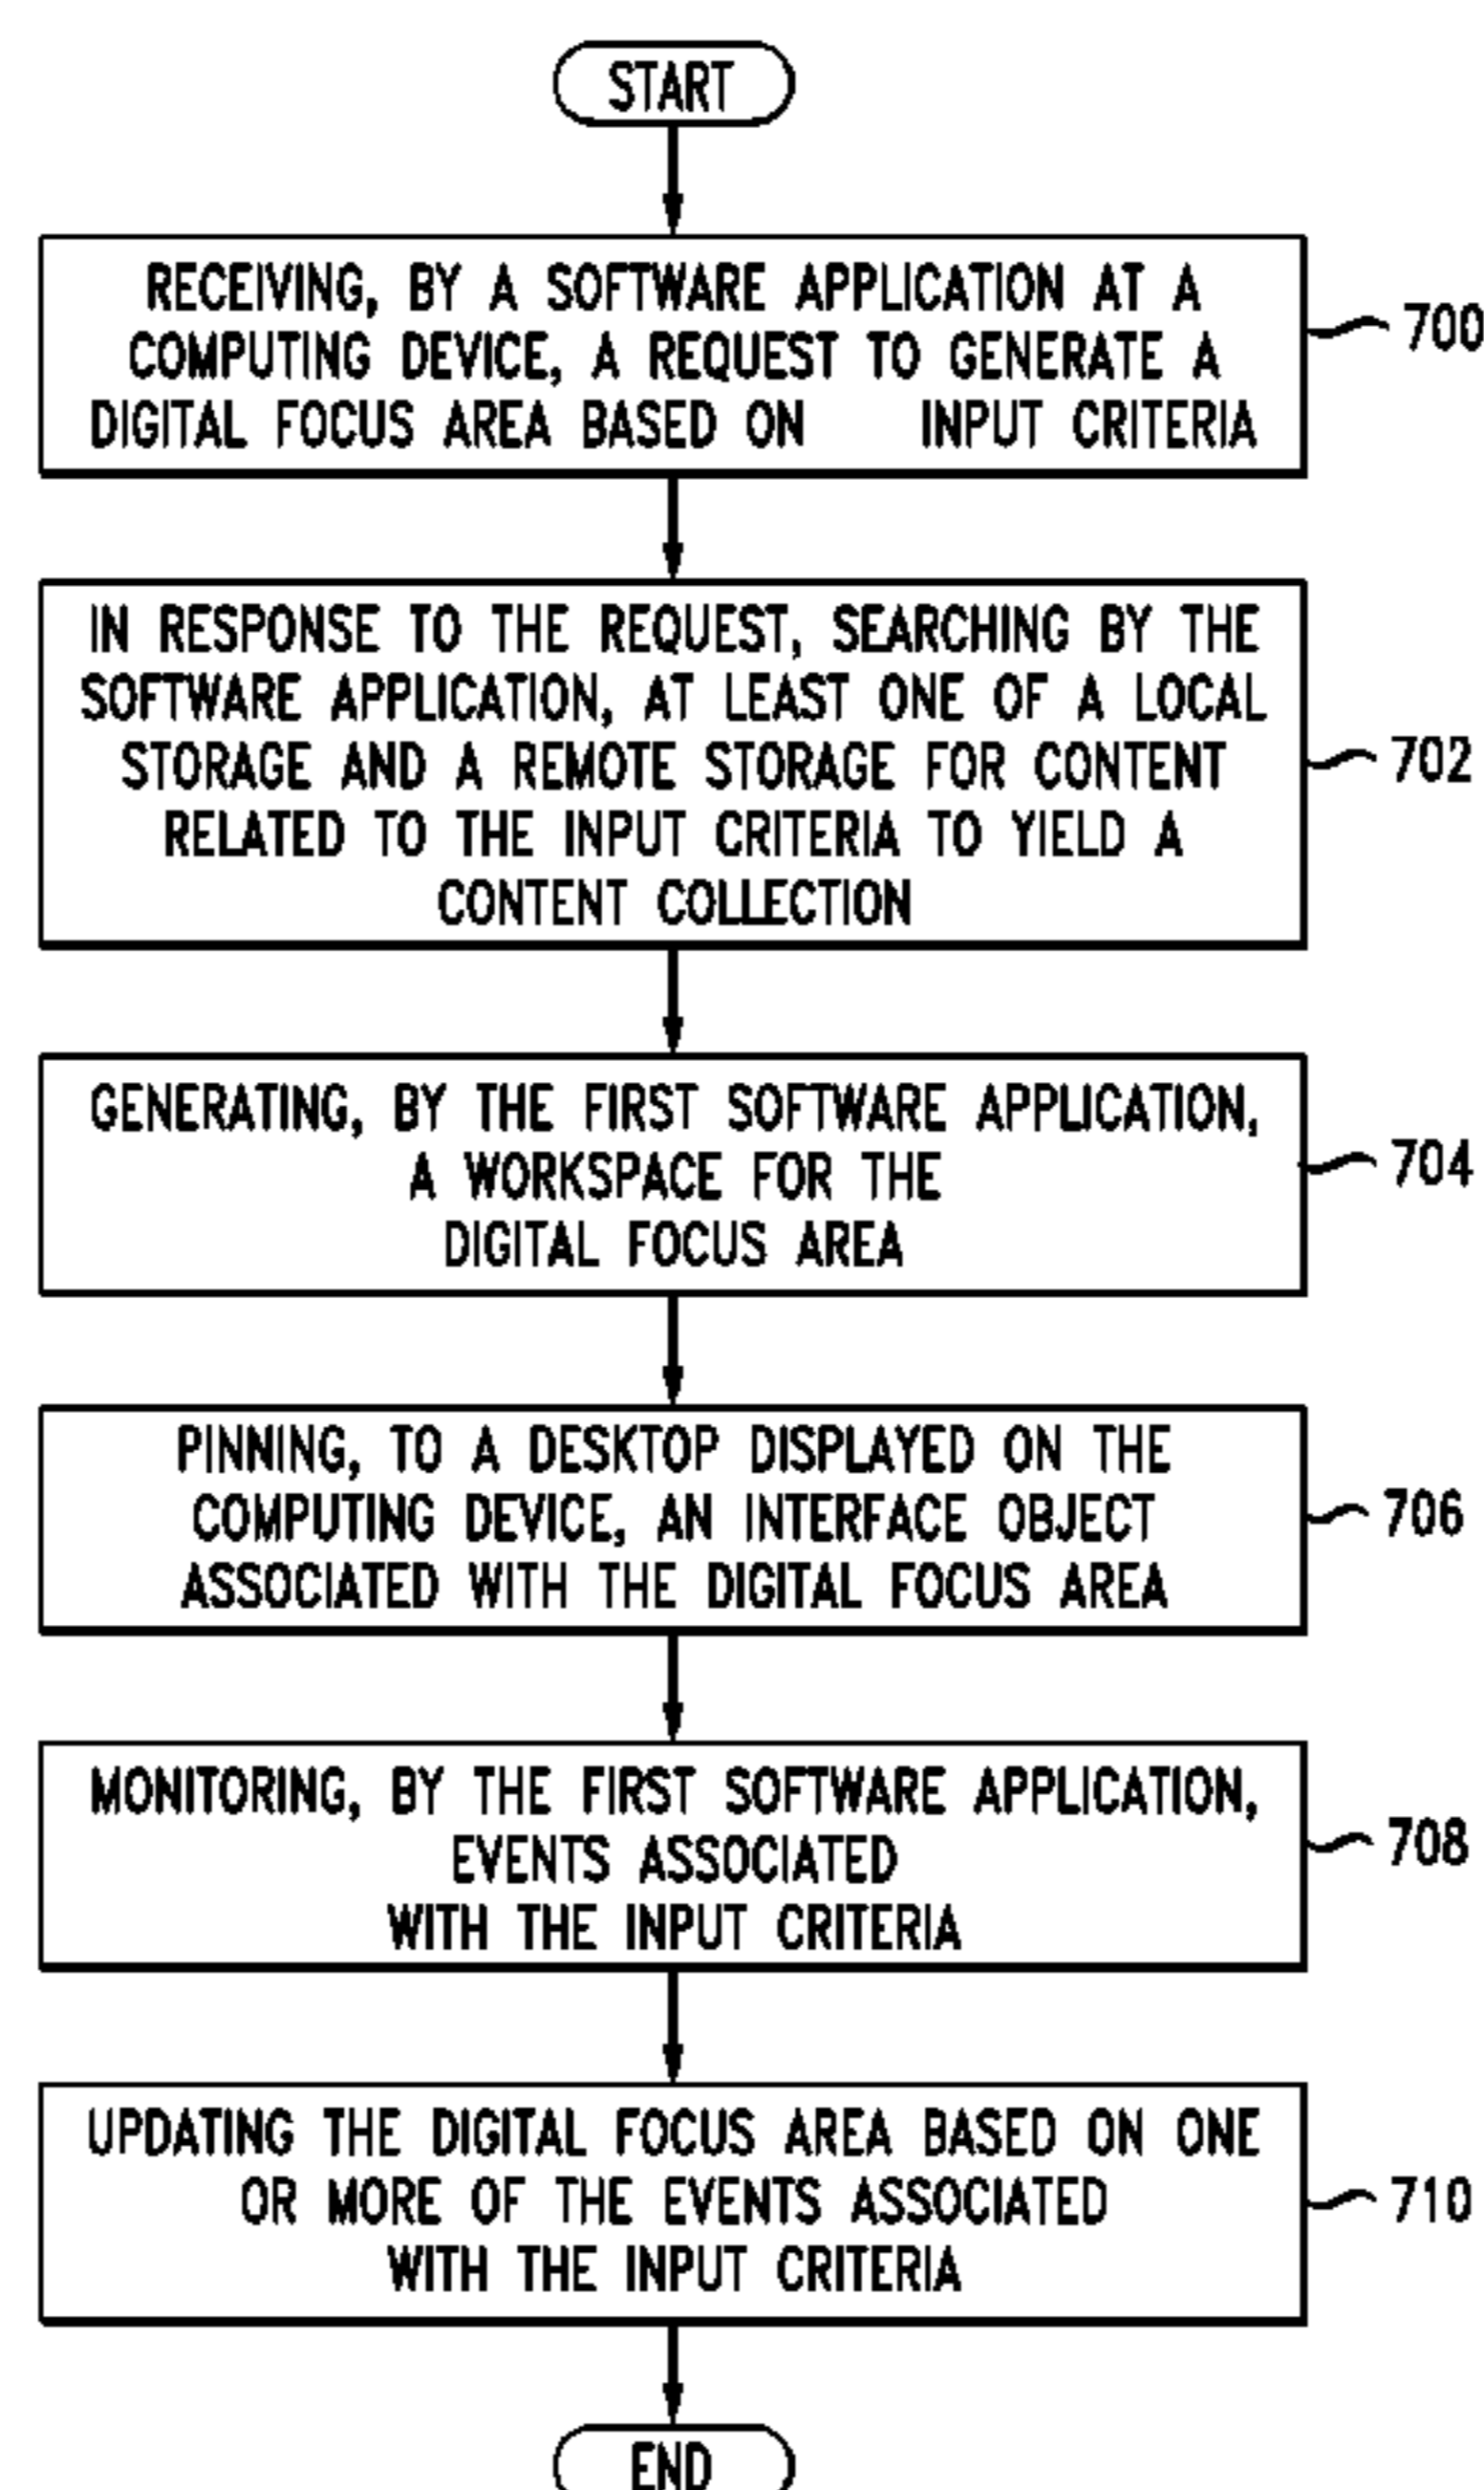 START
RECEIVING, BY A SOFTWARE APPLICATION AT A
COMPUTING DEVICE, A REQUEST TO GENERATE A
DIGITAL FOCUS AREA BASED ON INPUT CRITERIA
700
IN RESPONSE TO THE REQUEST, SEARCHING BY THE
SOFTWARE APPLICATION, AT LEAST ONE OF A LOCAL
STORAGE AND A REMOTE STORAGE FOR CONTENT
RELATED TO THE INPUT CRITERIA TO YIELD A
CONTENT COLLECTION
702
GENERATING, BY THE FIRST SOFTWARE APPLICATION,
A WORKSPACE FOR THE
DIGITAL FOCUS AREA
704
PINNING, TO A DESKTOP DISPLAYED ON THE
COMPUTING DEVICE, AN INTERFACE OBJECT
ASSOCIATED WITH THE DIGITAL FOCUS AREA
706
MONITORING, BY THE FIRST SOFTWARE APPLICATION,
EVENTS ASSOCIATED
WITH THE INPUT CRITERIA
708
UPDATING THE DIGITAL FOCUS AREA BASED ON ONE
OR MORE OF THE EVENTS ASSOCIATED
WITH THE INPUT CRITERIA
710
END